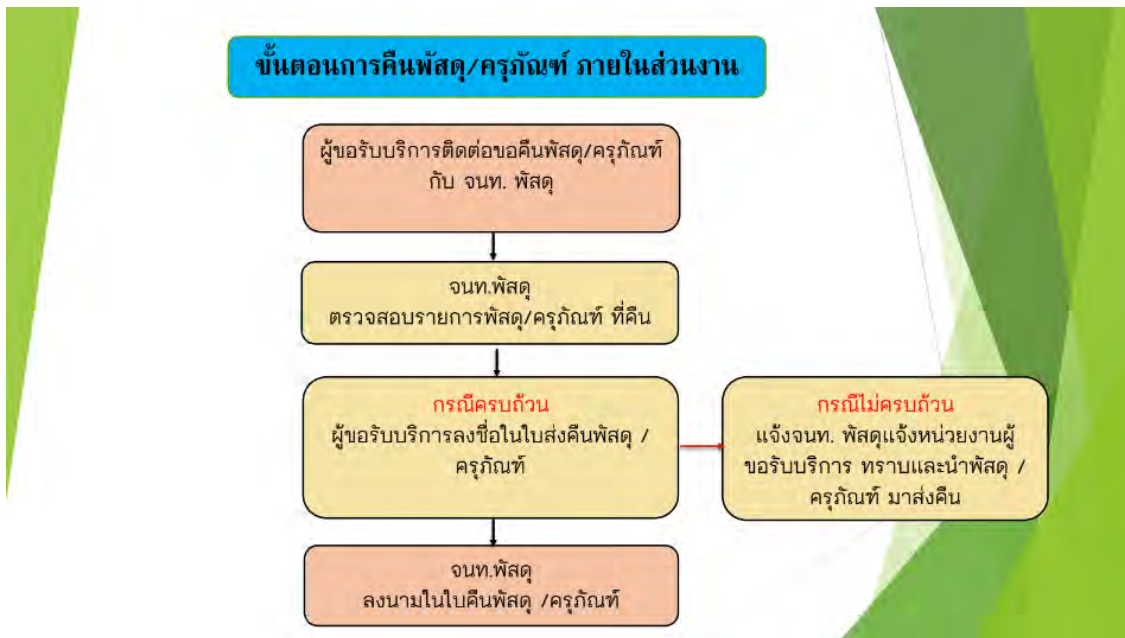 ขั้นตอนการคืนพัสดุ/ครุภัณฑ์ ภายในส่วนงาน
ผู้ขอรับบริการติดต่อขอคืนพัสดุ/ครุภัณฑ์
กับ จนท. พัสดุ
จนท.พัสดุ
ตรวจสอบรายการพัสดุ/ครุภัณฑ์ ที่คืน
กรณีครบถ้วน
ผู้ขอรับบริการลงชื่อในใบส่งคืนพัสดุ /
ครุภัณฑ์
กรณีไม่ครบถ้วน
แจ้งจนท. พัสดุแจ้งหน่วยงานผู้
ขอรับบริการ ทราบและนำพัสดุ /
ครุภัณฑ์ มาส่งคืน
จนท.พัสดุ
ลงนามในใบคืนพัสดุ /ครุภัณฑ์